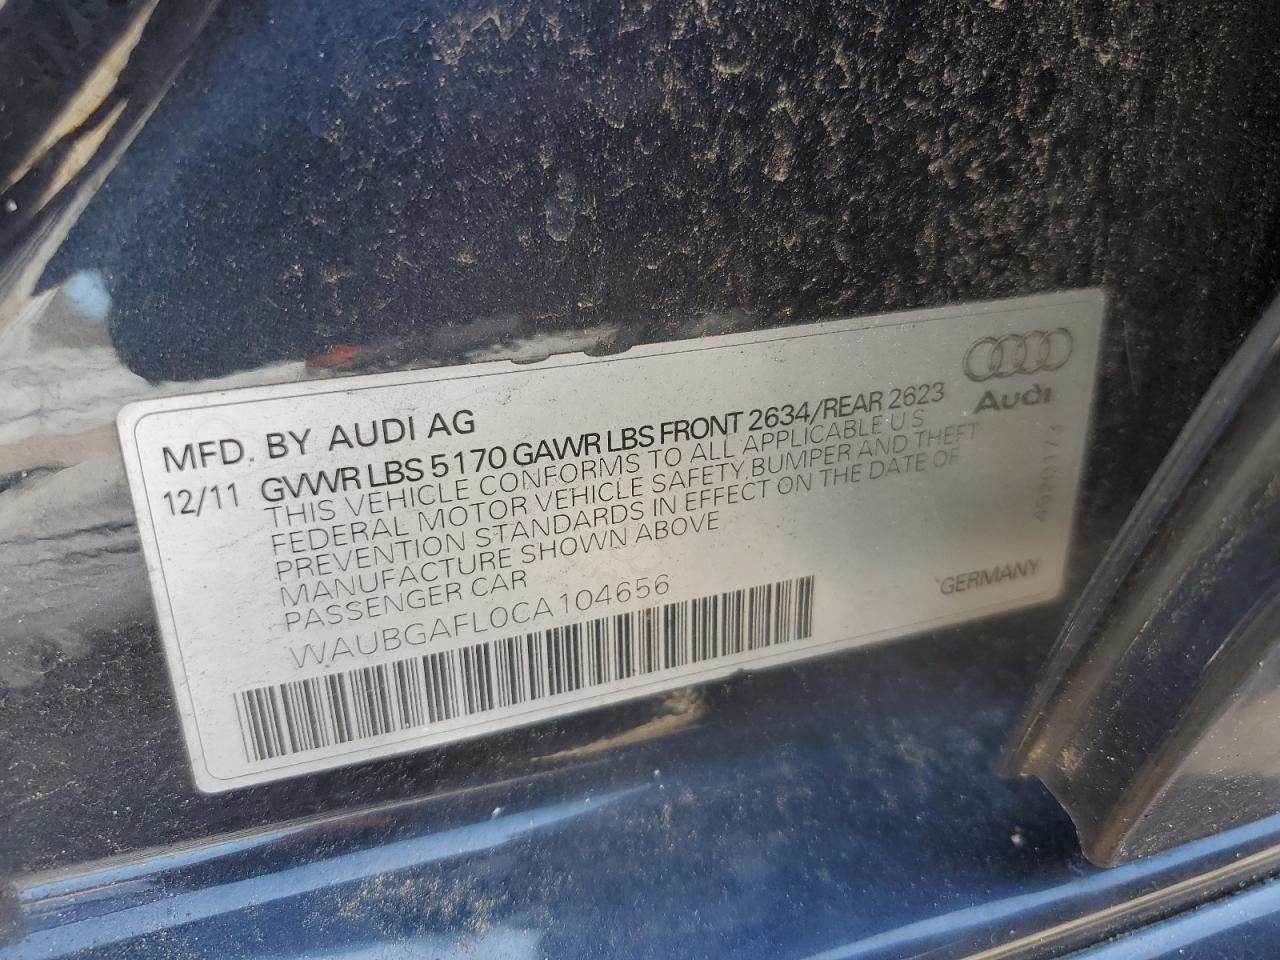 Audi
MFD. BY AUDI AG
12/11 GVWR LBS 5170 GAWR LBS FRONT 2634/REAR 2623
THIS VEHICLE CONFORMS TO ALL APPLICABLE U S
FEDERAL MOTOR VEHICLE SAFETY BUMPER AND THEFT
PREVENTION STANDARDS IN EFFECT ON THE DATE OF
MANUFACTURE SHOWN ABOVE
PASSENGER CAR
WAUBGAFL0CA104656
GERMANY